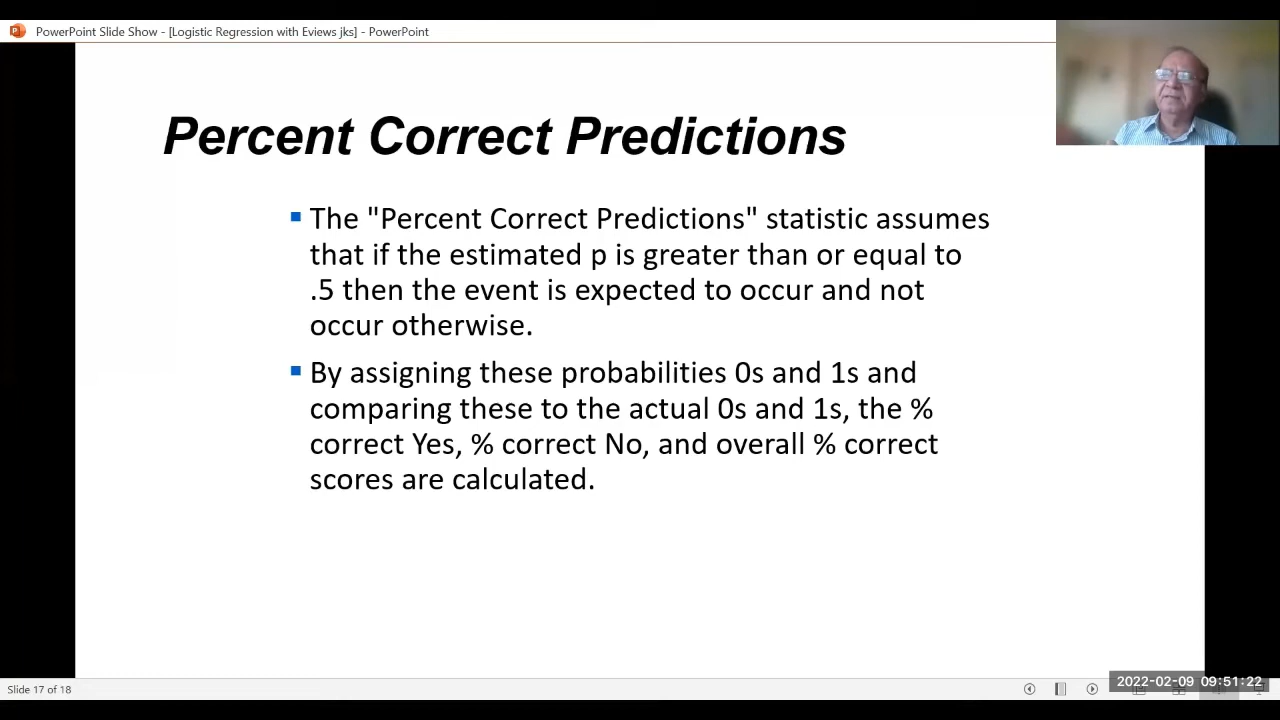 PowerPoint Slide Show - [Logistic Regression with Eviews jks] - PowerPoint
Percent Correct Predictions
The "Percent Correct Predictions" statistic assumes
that if the estimated p is greater than or equal to
.5 then the event is expected to occur and not
occur otherwise.
By assigning these probabilities 0s and 1s and
comparing these to the actual 0s and 1s, the %
correct Yes, % correct No, and overall % correct
scores are calculated.
Slide 17 of 18
2022-02-09 09:51:22